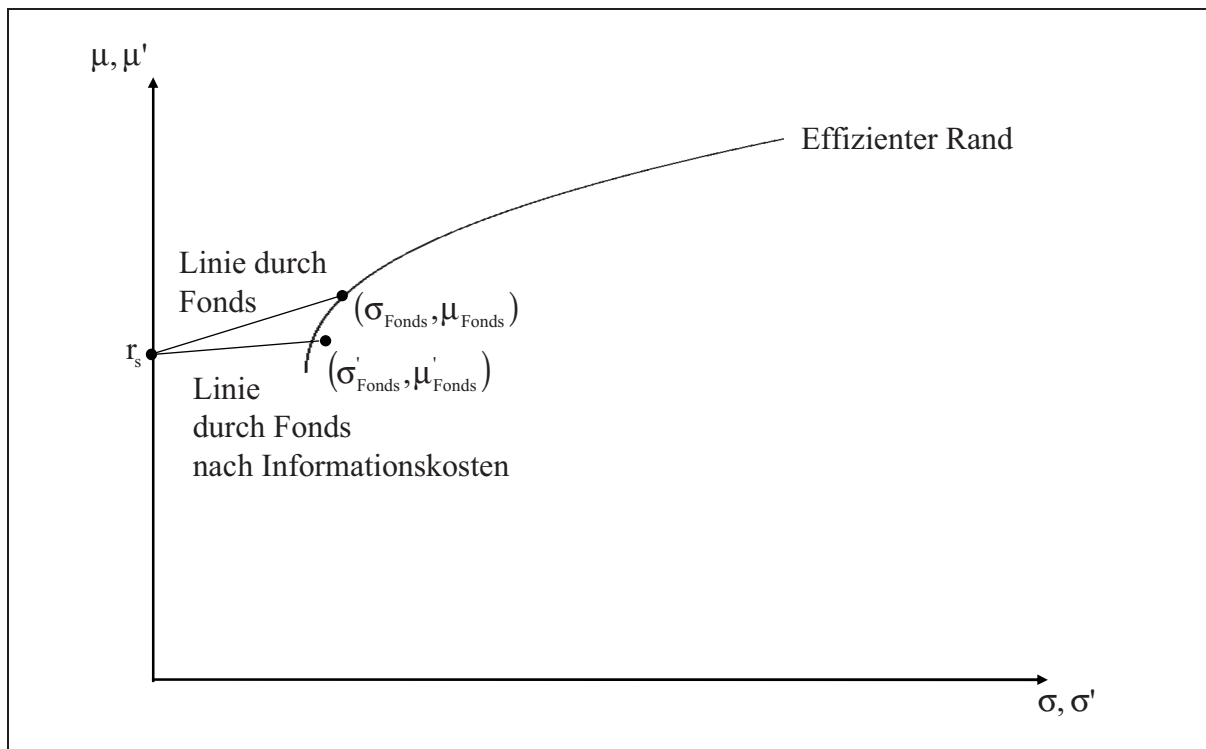 μ, μ'
Effizienter Rand
Linie durch
Fonds
(σ_Fonds, μ_Fonds)
r_s
(σ'_Fonds, μ'_Fonds)
Linie
durch Fonds
nach Informationskosten
σ, σ'